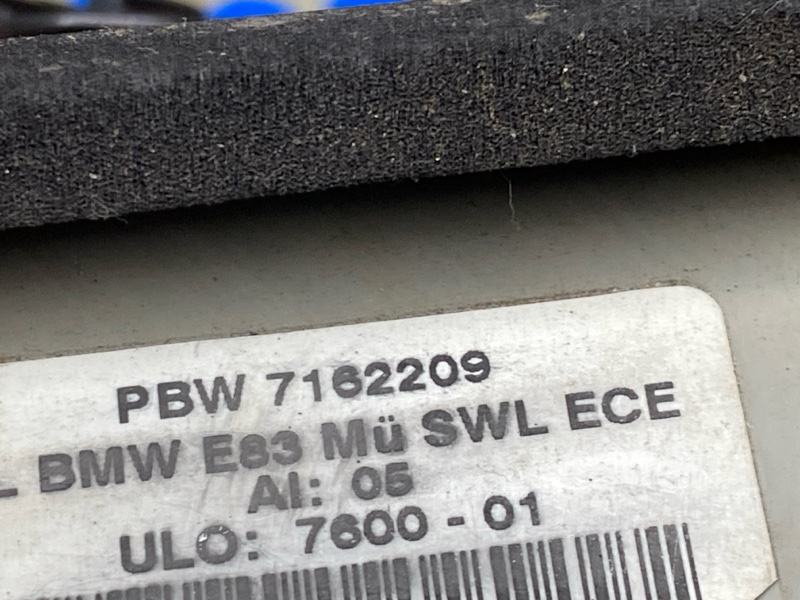 PBW 7162209
L BMW E83 Mü SWL ECE
AI: 05
ULO: 7600 - 01